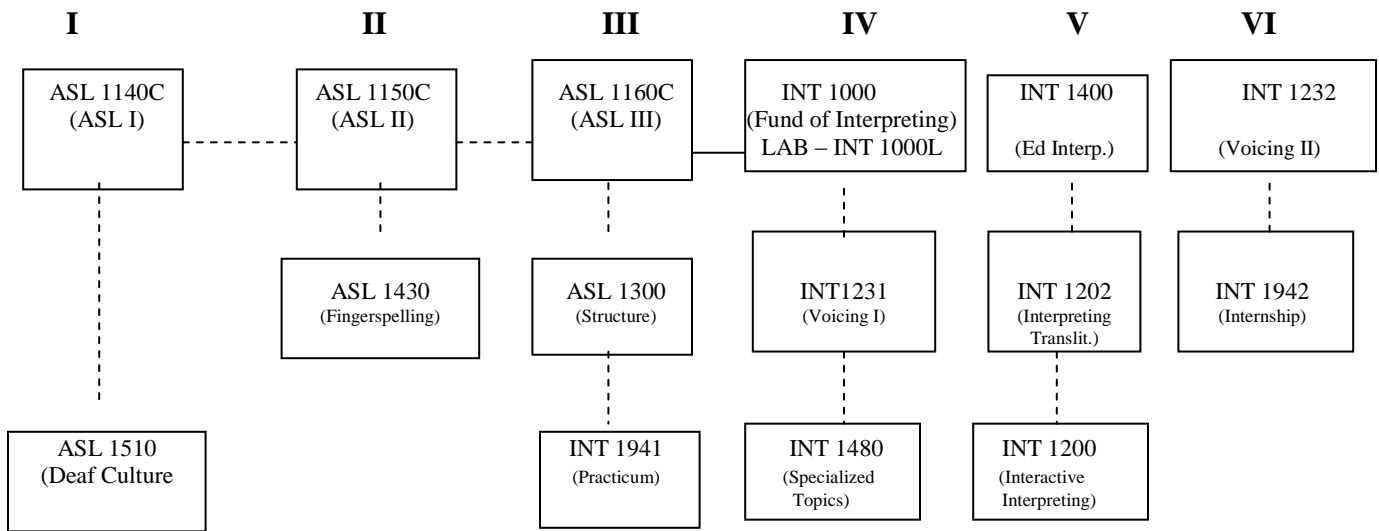 I II III IV V VI
ASL 1140C
(ASL I)
ASL 1150C
(ASL II)
ASL 1160C
(ASL III)
INT 1000
(Fund of Interpreting)
LAB – INT 1000L
INT 1400
(Ed Interp.)
INT 1232
(Voicing II)
ASL 1430
(Fingerspelling)
ASL 1300
(Structure)
INT1231
(Voicing I)
INT 1202
(Interpreting
Translit.)
INT 1942
(Internship)
ASL 1510
(Deaf Culture
INT 1941
(Practicum)
INT 1480
(Specialized
Topics)
INT 1200
(Interactive
Interpreting)